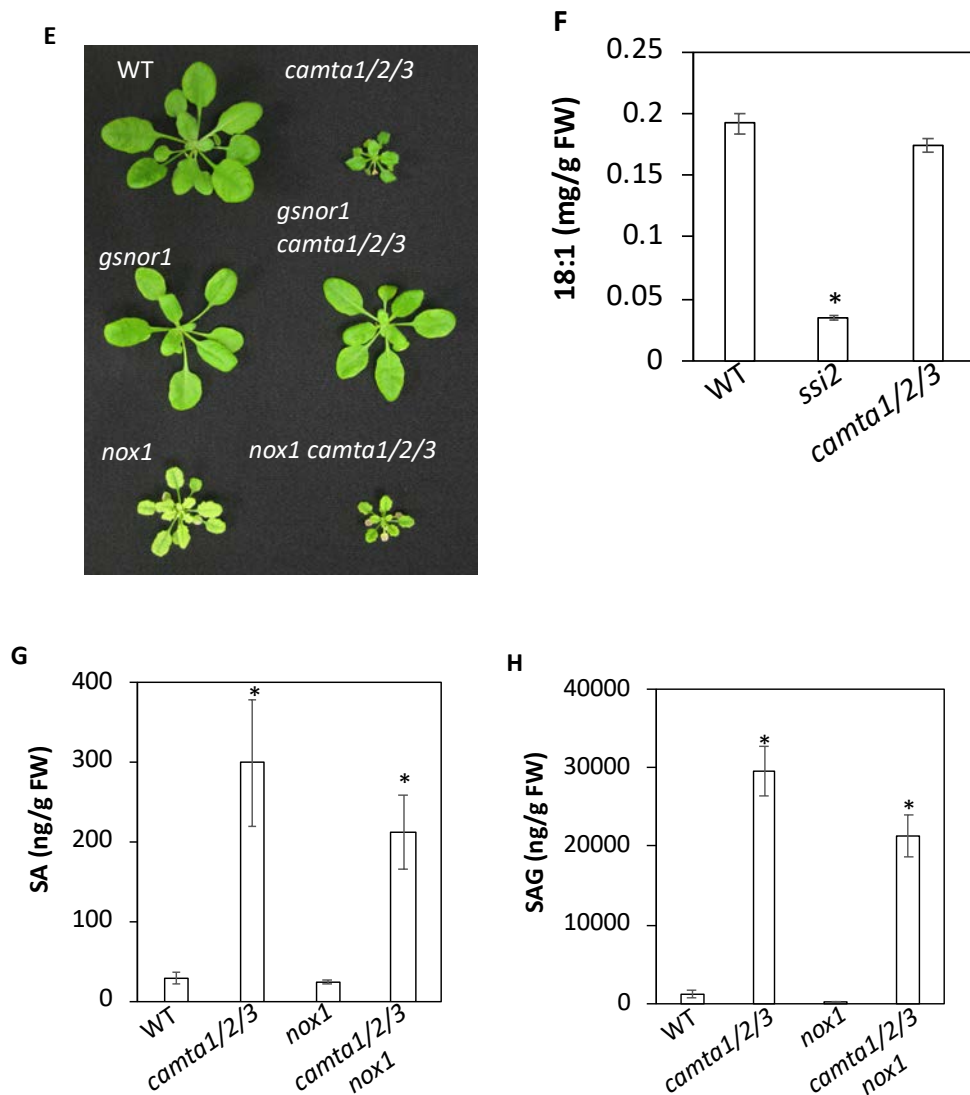 E
WT
camta1/2/3
gsnor1
gsnor1
camta1/2/3
nox1
nox1 camta1/2/3
F
18:1 (mg/g FW)
0.25
0.2
0.15
0.1
0.05
0
*
WT
ssi2
camta1/2/3
G
SA (ng/g FW)
400
300
200
100
0
*
*
WT
camta1/2/3
nox1
camta1/2/3
nox1
H
SAG (ng/g FW)
40000
30000
20000
10000
0
*
*
WT
camta1/2/3
nox1
camta1/2/3
nox1